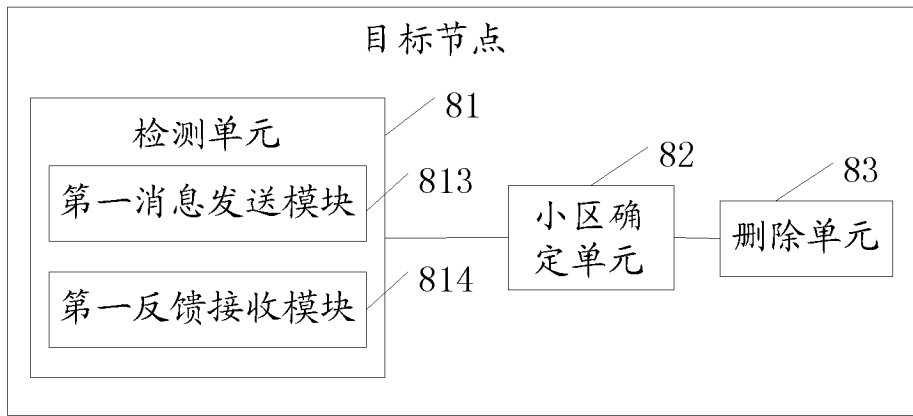 目标节点
检测单元
81
第一消息发送模块
813
第一反馈接收模块
814
小区确
定单元
82
删除单元
83